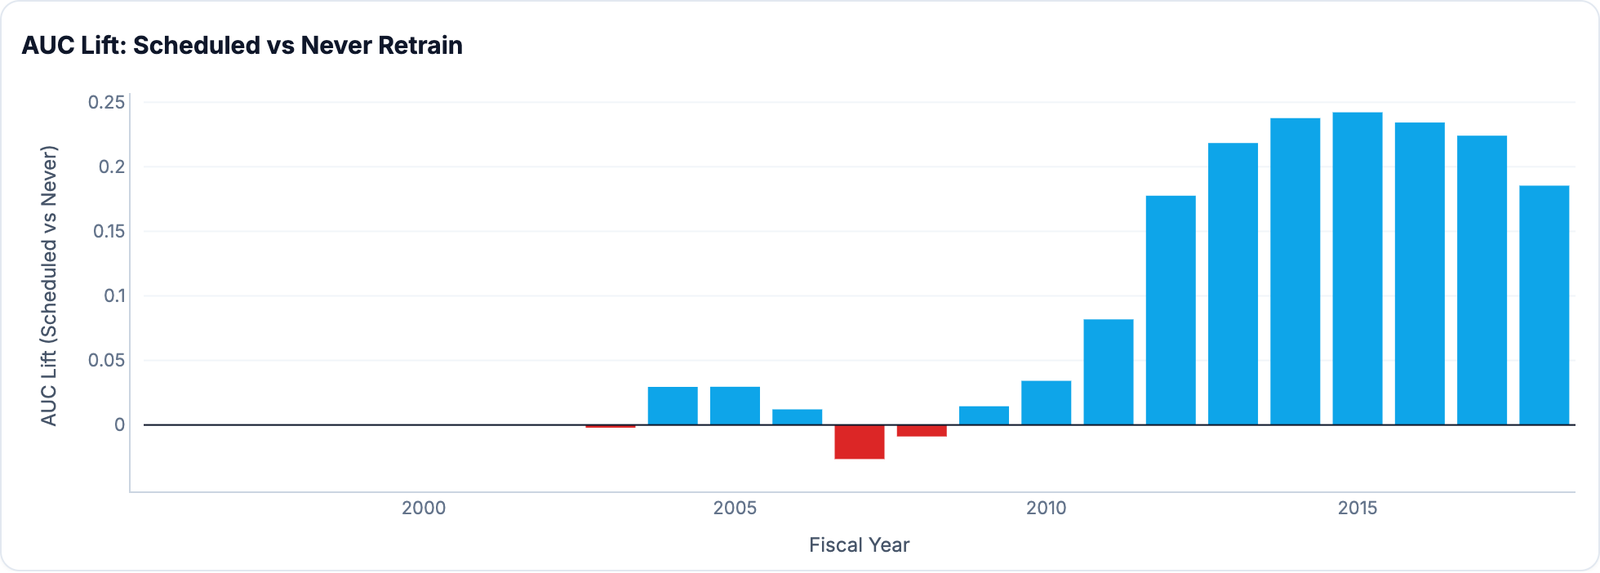 AUC Lift: Scheduled vs Never Retrain
AUC Lift (Scheduled vs Never)
0.25
0.2
0.15
0.1
0.05
0
2000 2005 2010 2015
Fiscal Year